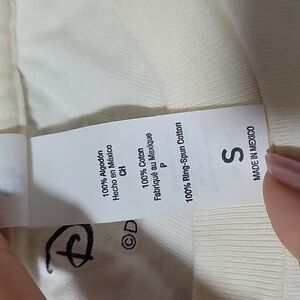 100% Algodón
Hecho en México
CH
100% Coton
Fabriqué au Mexique
P
100% Ring-Spun Cotton
S
MADE IN MEXICO
D
©D